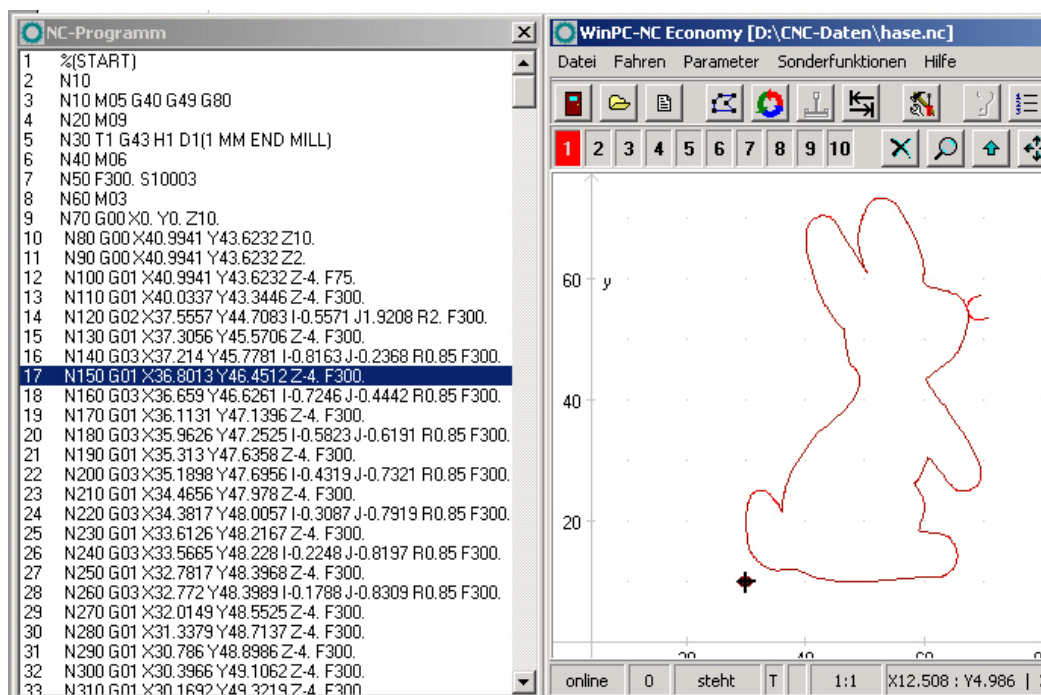 NC-Programm
1 %(START)
2 N10
3 N10 M05 G40 G49 G80
4 N20 M09
5 N30 T1 G43 H1 D1(1 MM END MILL)
6 N40 M06
7 N50 F300. S10003
8 N60 M03
9 N70 G00 X0. Y0. Z10.
10 N80 G00 X40.9941 Y43.6232 Z10.
11 N90 G00 X40.9941 Y43.6232 Z2.
12 N100 G01 X40.9941 Y43.6232 Z-4. F75.
13 N110 G01 X40.0337 Y43.3446 Z-4. F300.
14 N120 G02 X37.5557 Y44.7083 I-0.5571 J1.9208 R2. F300.
15 N130 G01 X37.3056 Y45.5706 Z-4. F300.
16 N140 G03 X37.214 Y45.7781 I-0.8163 J-0.2368 R0.85 F300.
17 N150 G01 X36.8013 Y46.4512 Z-4. F300.
18 N160 G03 X36.659 Y46.6261 I-0.7246 J-0.4442 R0.85 F300.
19 N170 G01 X36.1131 Y47.1396 Z-4. F300.
20 N180 G03 X35.9626 Y47.2525 I-0.5823 J-0.6191 R0.85 F300.
21 N190 G01 X35.313 Y47.6358 Z-4. F300.
22 N200 G03 X35.1898 Y47.6956 I-0.4319 J-0.7321 R0.85 F300.
23 N210 G01 X34.4656 Y47.978 Z-4. F300.
24 N220 G03 X34.3817 Y48.0057 I-0.3087 J-0.7919 R0.85 F300.
25 N230 G01 X33.6126 Y48.2167 Z-4. F300.
26 N240 G03 X33.5665 Y48.228 I-0.2248 J-0.8197 R0.85 F300.
27 N250 G01 X32.7817 Y48.3968 Z-4. F300.
28 N260 G03 X32.772 Y48.3989 I-0.1788 J-0.8309 R0.85 F300.
29 N270 G01 X32.0149 Y48.5525 Z-4. F300.
30 N280 G01 X31.3379 Y48.7137 Z-4. F300.
31 N290 G01 X30.786 Y48.8986 Z-4. F300.
32 N300 G01 X30.3966 Y49.1062 Z-4. F300.
33 N310 G01 X30.1692 Y49.3219 Z-4. F300.
WinPC-NC Economy [D:\CNC-Daten\hase.nc]
Datei Fahren Parameter Sonderfunktionen Hilfe
1 2 3 4 5 6 7 8 9 10
60 y
40
20
online 0 steht T 1:1 X12.508 : Y4.986 |